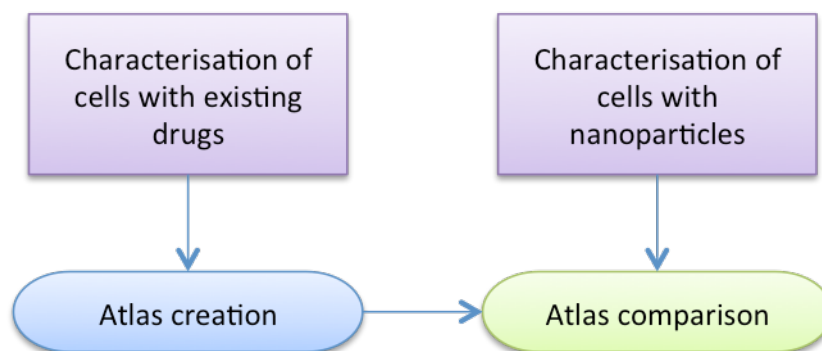 Characterisation of
cells with existing
drugs
Characterisation of
cells with
nanoparticles
Atlas creation
Atlas comparison